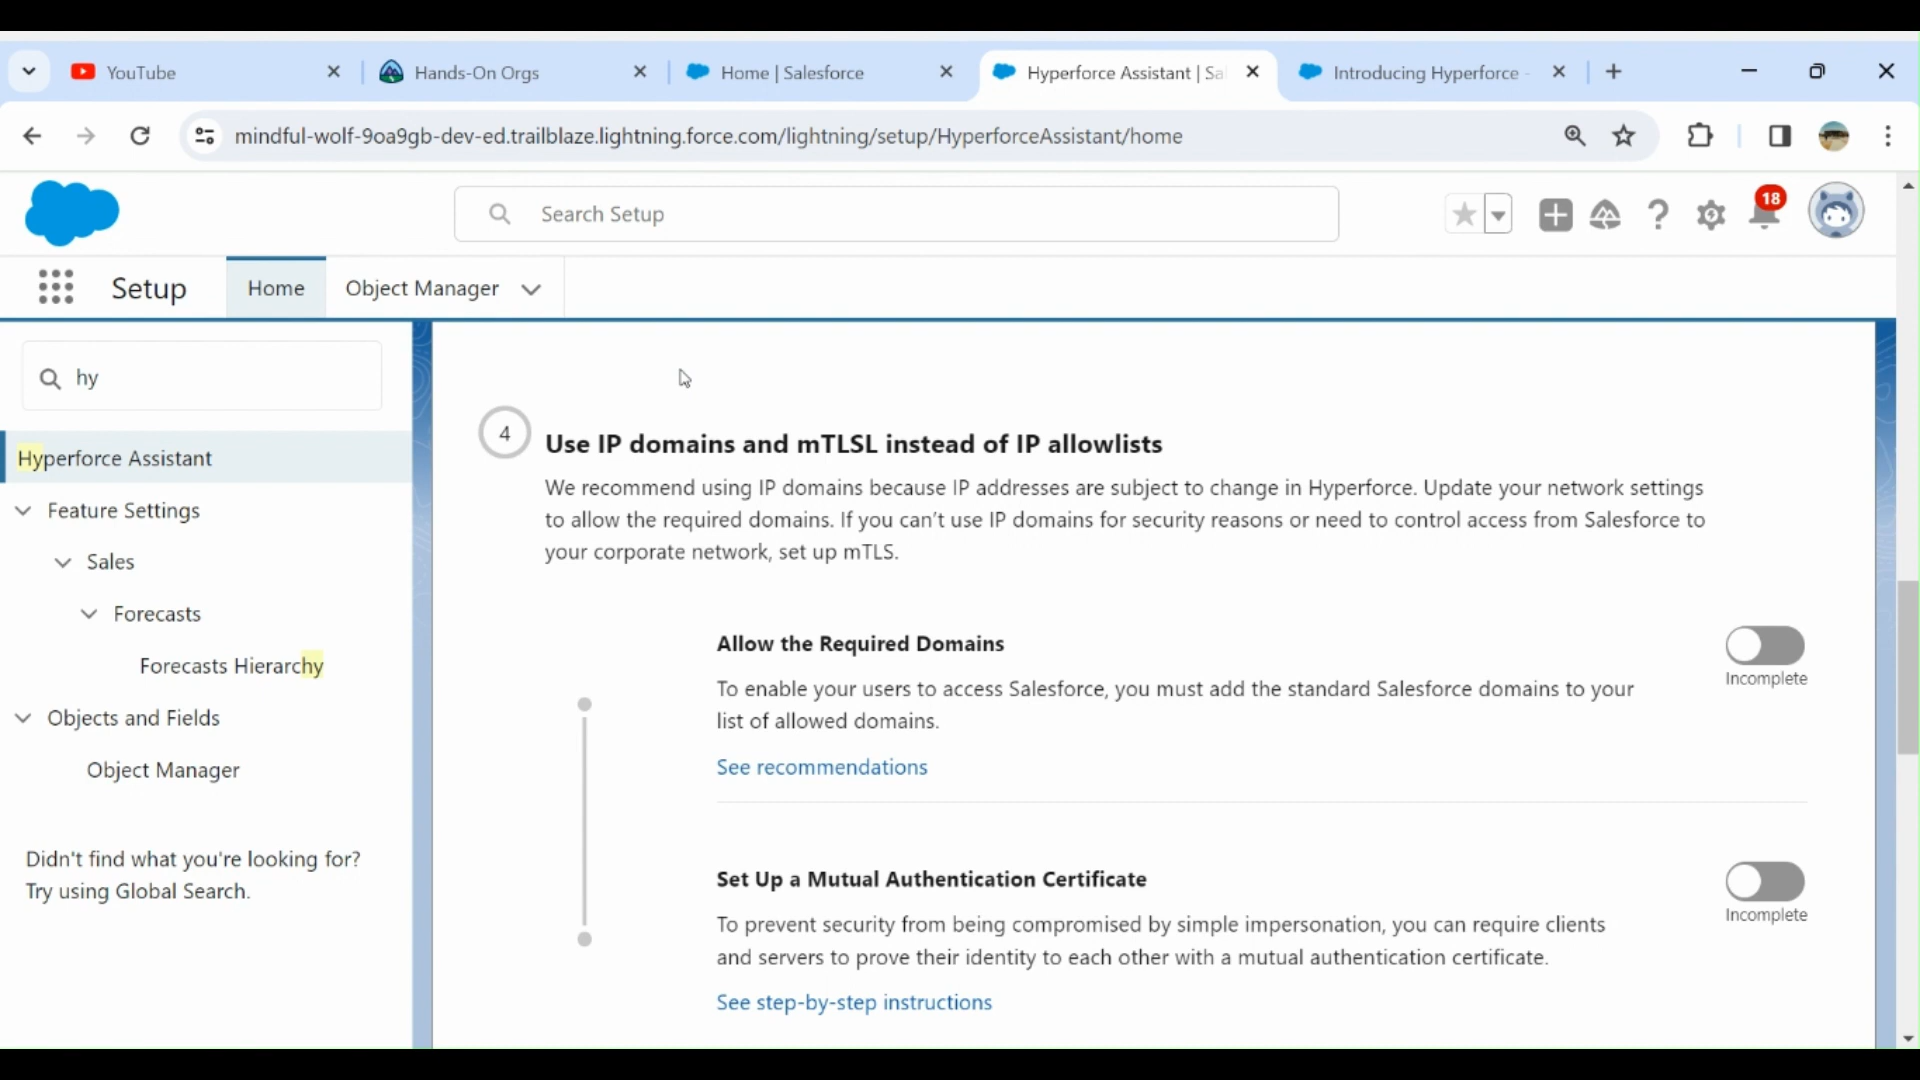 YouTube
Hands-On Orgs
Home | Salesforce
Hyperforce Assistant | Sa
Introducing Hyperforce -
mindful-wolf-9oa9gb-dev-ed.trailblaze.lightning.force.com/lightning/setup/HyperforceAssistant/home
Search Setup
18
Setup
Home
Object Manager
hy
Hyperforce Assistant
Feature Settings
Sales
Forecasts
Forecasts Hierarchy
Objects and Fields
Object Manager
Didn't find what you're looking for?
Try using Global Search.
4
Use IP domains and mTLSL instead of IP allowlists
We recommend using IP domains because IP addresses are subject to change in Hyperforce. Update your network settings
to allow the required domains. If you can't use IP domains for security reasons or need to control access from Salesforce to
your corporate network, set up mTLS.
Allow the Required Domains
Incomplete
To enable your users to access Salesforce, you must add the standard Salesforce domains to your
list of allowed domains.
See recommendations
Set Up a Mutual Authentication Certificate
Incomplete
To prevent security from being compromised by simple impersonation, you can require clients
and servers to prove their identity to each other with a mutual authentication certificate.
See step-by-step instructions